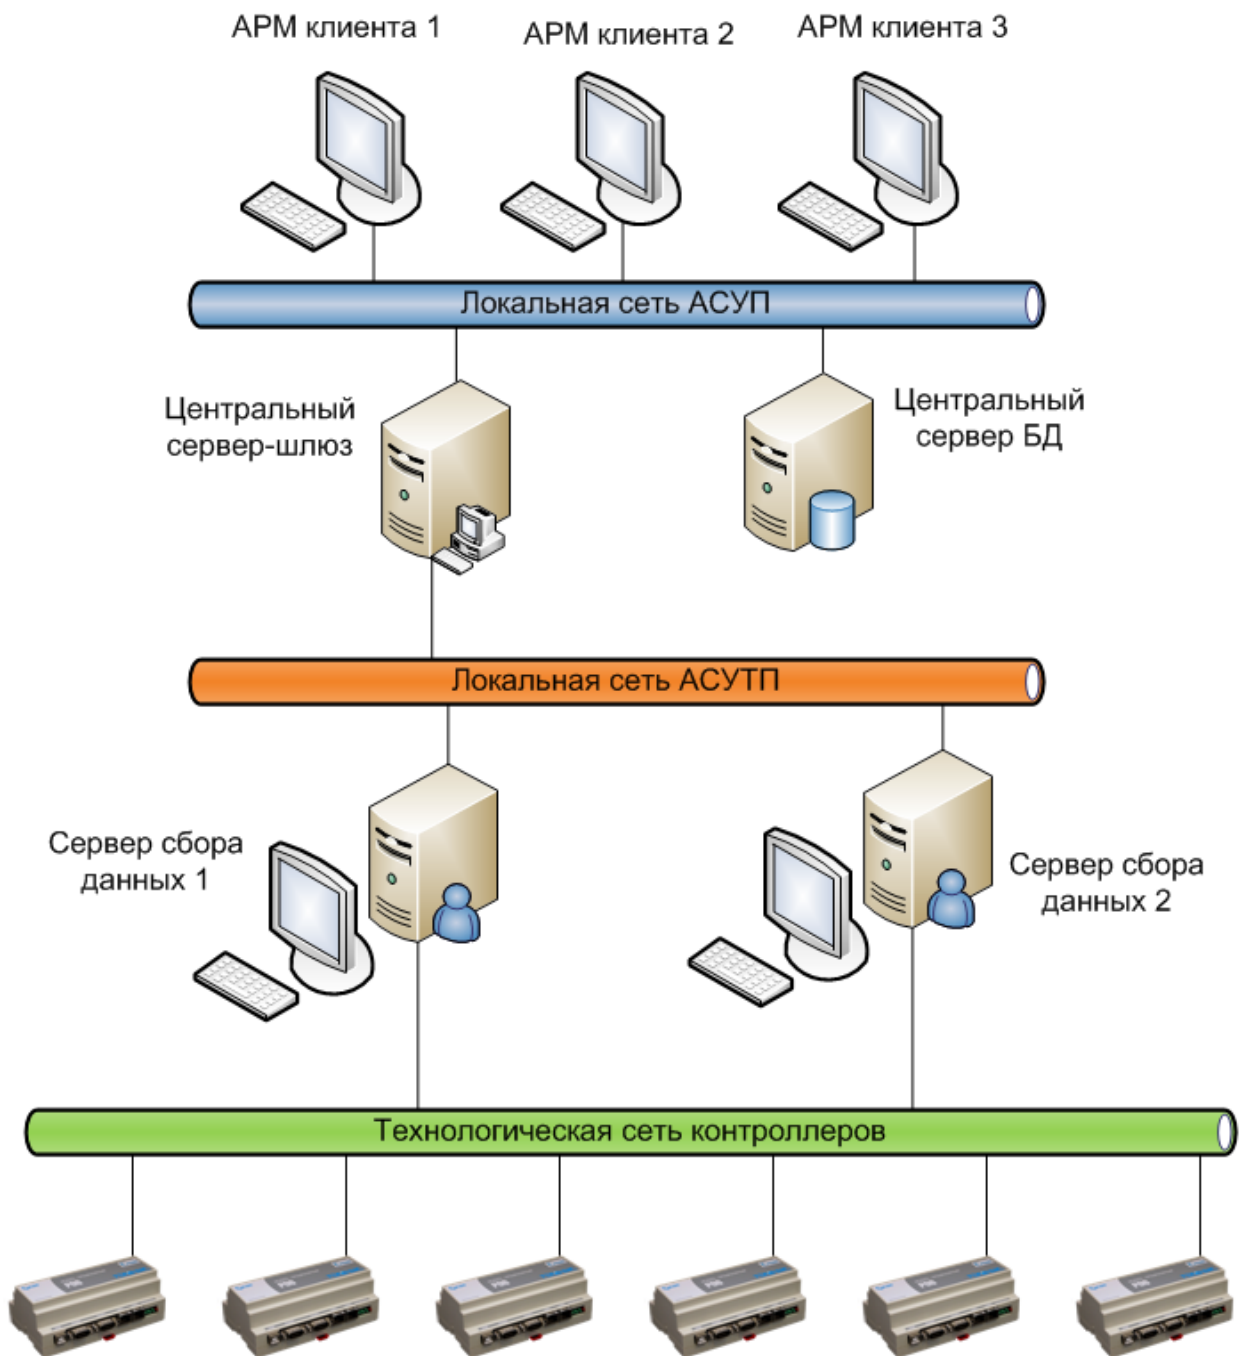 АРМ клиента 1
АРМ клиента 2
АРМ клиента 3
Локальная сеть АСУП
Центральный
сервер-шлюз
Центральный
сервер БД
Локальная сеть АСУТП
Сервер сбора
данных 1
Сервер сбора
данных 2
Технологическая сеть контроллеров